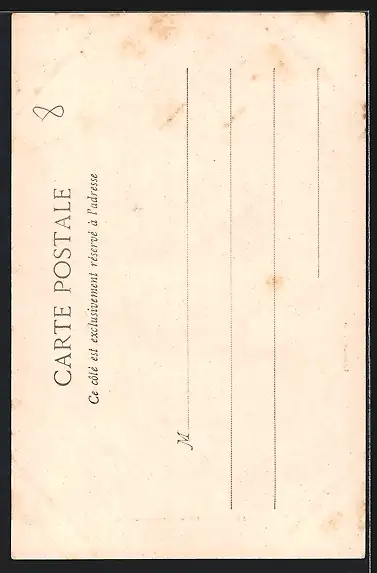 8
CARTE POSTALE
Ce côté est exclusivement réservé à l'adresse
M